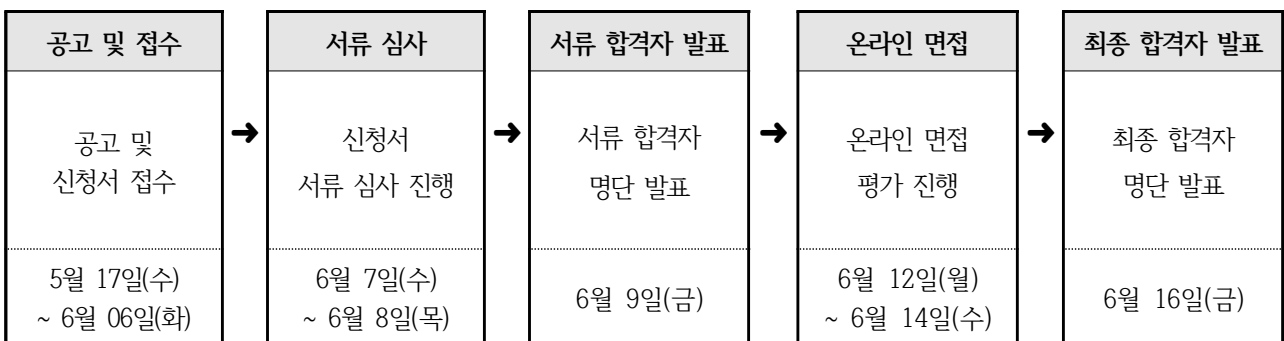 공고 및 접수
공고 및
신청서 접수
5월 17일(수)
~ 6월 06일(화)
서류 심사
신청서
서류 심사 진행
6월 7일(수)
~ 6월 8일(목)
서류 합격자 발표
서류 합격자
명단 발표
6월 9일(금)
온라인 면접
온라인 면접
평가 진행
6월 12일(월)
~ 6월 14일(수)
최종 합격자 발표
최종 합격자
명단 발표
6월 16일(금)